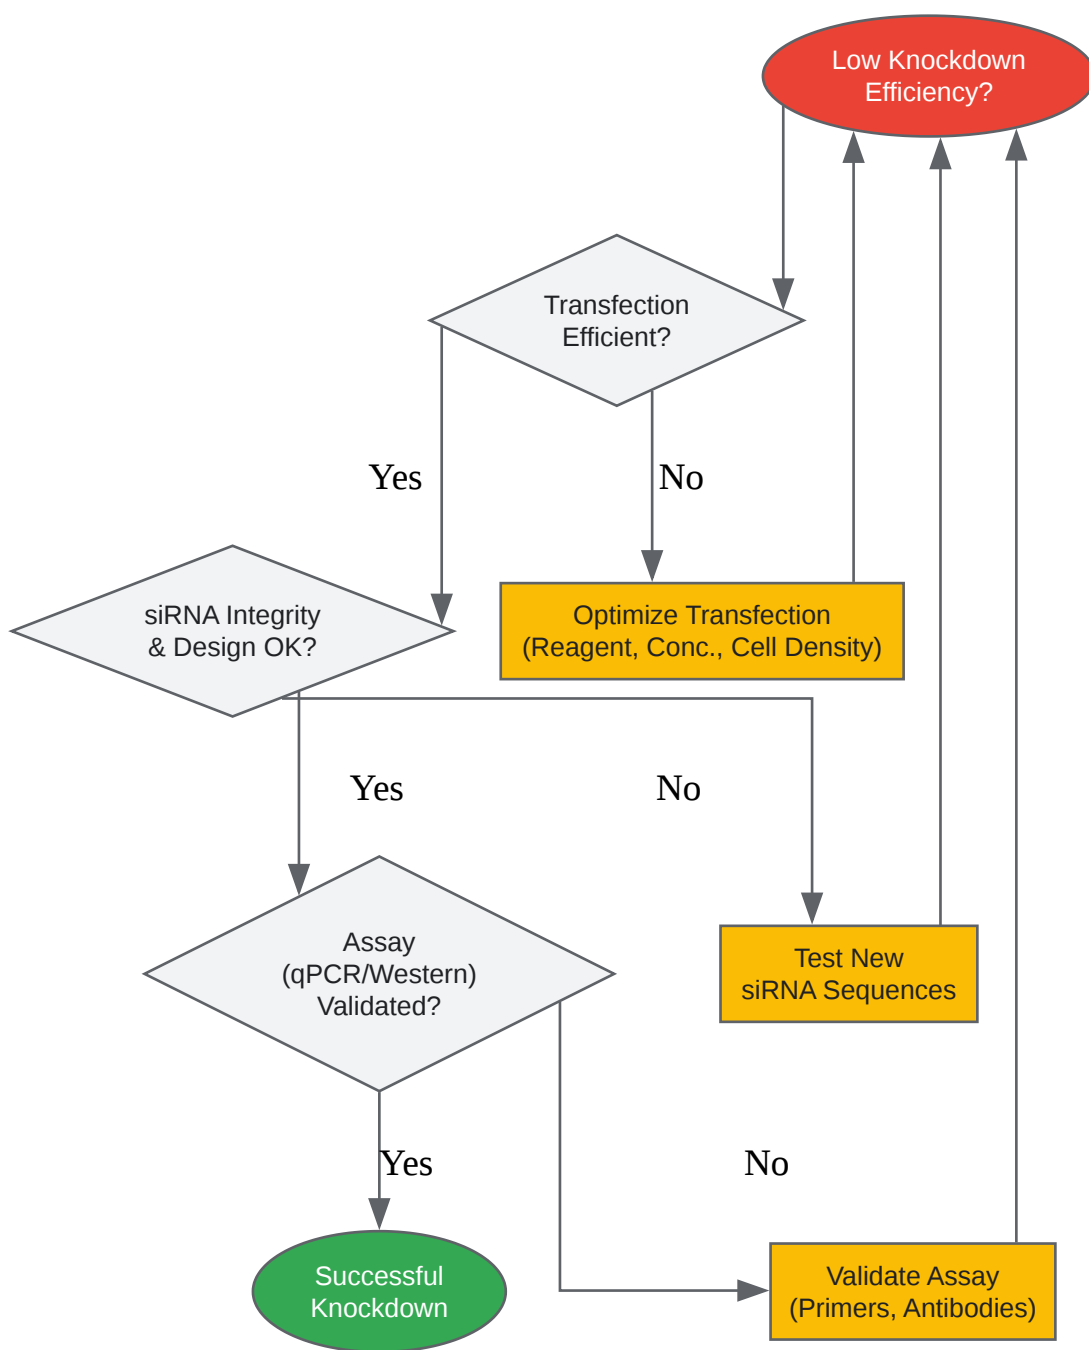 Low Knockdown
Efficiency?
Transfection
Efficient?
Yes
No
siRNA Integrity
& Design OK?
Optimize Transfection
(Reagent, Conc., Cell Density)
Yes
No
Assay
(qPCR/Western)
Validated?
Test New
siRNA Sequences
Yes
No
Successful
Knockdown
Validate Assay
(Primers, Antibodies)